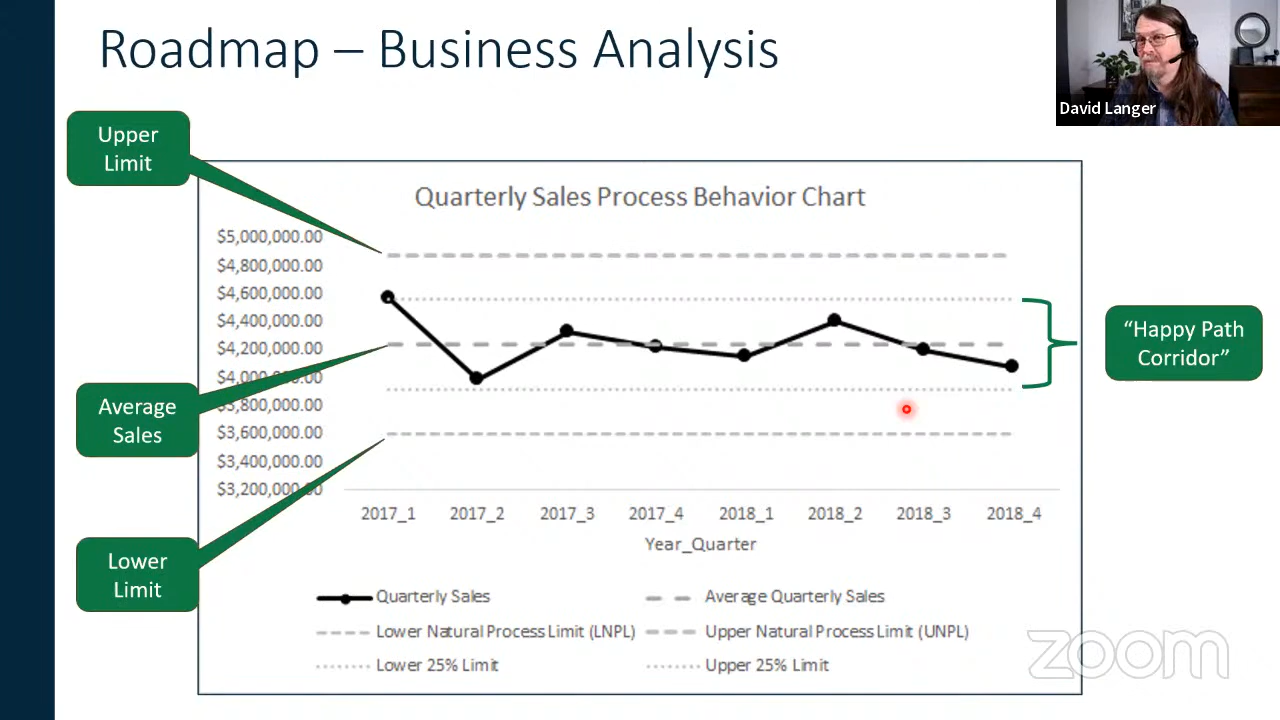 Roadmap – Business Analysis
David Langer
Upper
Limit
Quarterly Sales Process Behavior Chart
$5,000,000.00
$4,800,000.00
$4,600,000.00
$4,400,000.00
$4,200,000.00
$4,000,000.00
$3,800,000.00
$3,600,000.00
$3,400,000.00
$3,200,000.00
“Happy Path
Corridor”
Average
Sales
Lower
Limit
2017_1 2017_2 2017_3 2017_4 2018_1 2018_2 2018_3 2018_4
Year_Quarter
Quarterly Sales Average Quarterly Sales
Lower Natural Process Limit (LNPL) Upper Natural Process Limit (UNPL)
Lower 25% Limit Upper 25% Limit
zoom